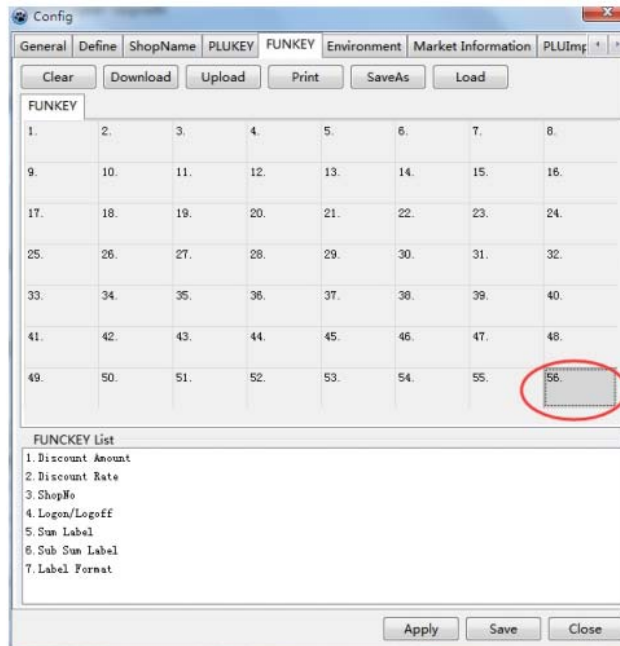 Config
General Define ShopName PLUKEY FUNKEY Environment Market Information PLUImp
Clear Download Upload Print SaveAs Load
FUNKEY
1. 2. 3. 4. 5. 6. 7. 8.
9. 10. 11. 12. 13. 14. 15. 16.
17. 18. 19. 20. 21. 22. 23. 24.
25. 26. 27. 28. 29. 30. 31. 32.
33. 34. 35. 36. 37. 38. 39. 40.
41. 42. 43. 44. 45. 46. 47. 48.
49. 50. 51. 52. 53. 54. 55. 56.
FUNCKEY List
1.Discount Amount
2.Discount Rate
3.ShopNo
4.Logon/Logoff
5.Sum Label
6.Sub Sum Label
7.Label Format
Apply Save Close